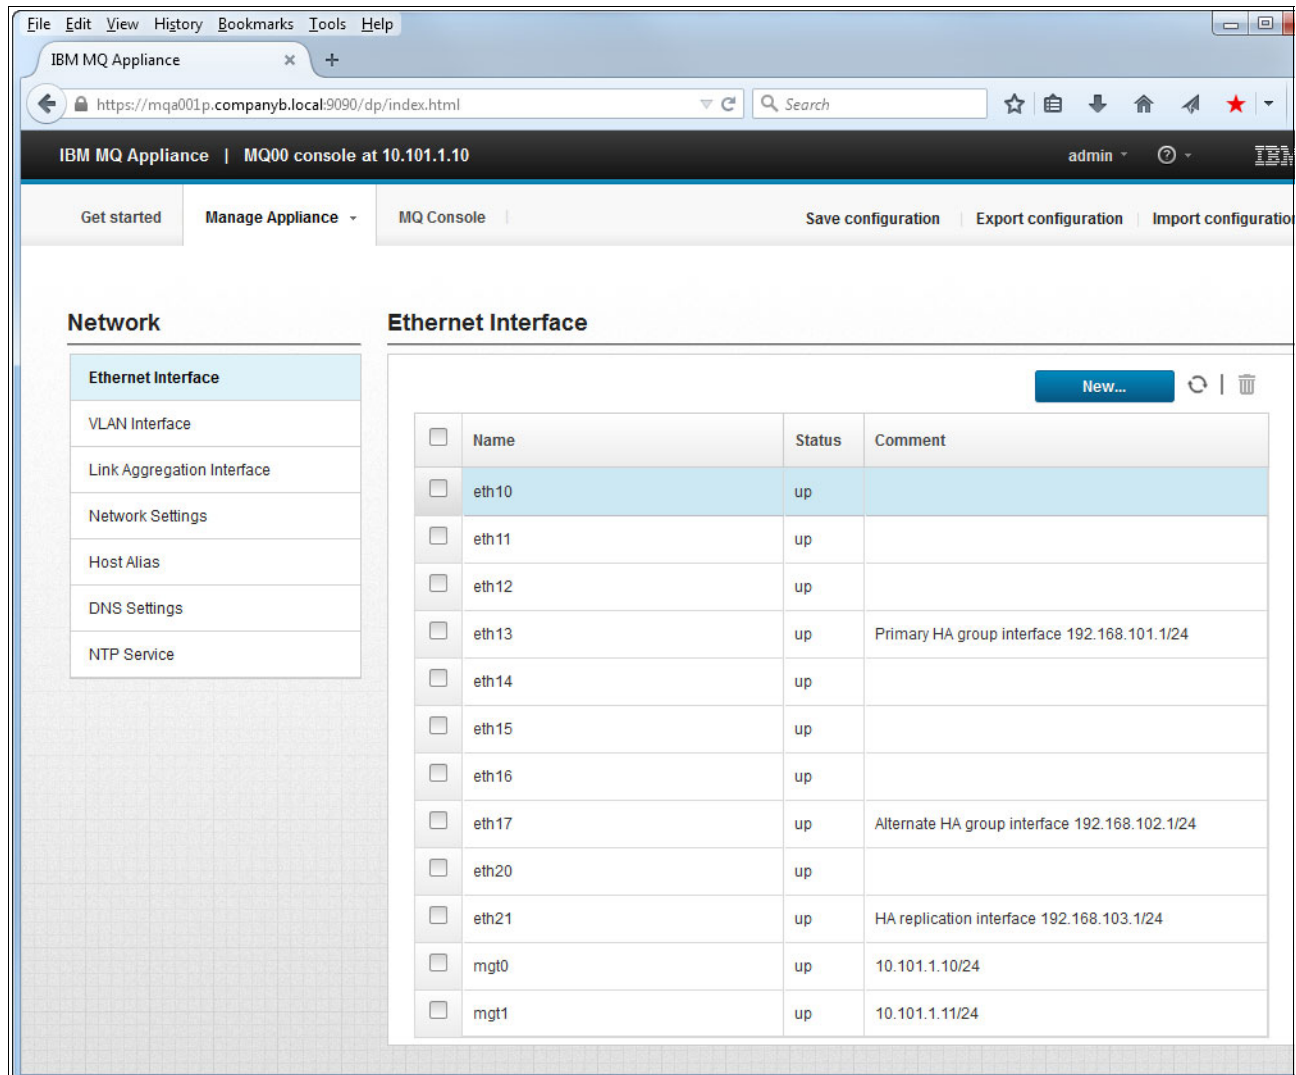 File Edit View History Bookmarks Tools Help
IBM MQ Appliance
https://mqa001p.companyb.local:9090/dp/index.html Search
IBM MQ Appliance | MQ00 console at 10.101.1.10 admin IBM
Get started Manage Appliance MQ Console Save configuration Export configuration Import configuration
Network Ethernet Interface
Ethernet Interface
VLAN Interface
Link Aggregation Interface
Network Settings
Host Alias
DNS Settings
NTP Service
New...
Name Status Comment
eth10 up
eth11 up
eth12 up
eth13 up Primary HA group interface 192.168.101.1/24
eth14 up
eth15 up
eth16 up
eth17 up Alternate HA group interface 192.168.102.1/24
eth20 up
eth21 up HA replication interface 192.168.103.1/24
mgt0 up 10.101.1.10/24
mgt1 up 10.101.1.11/24